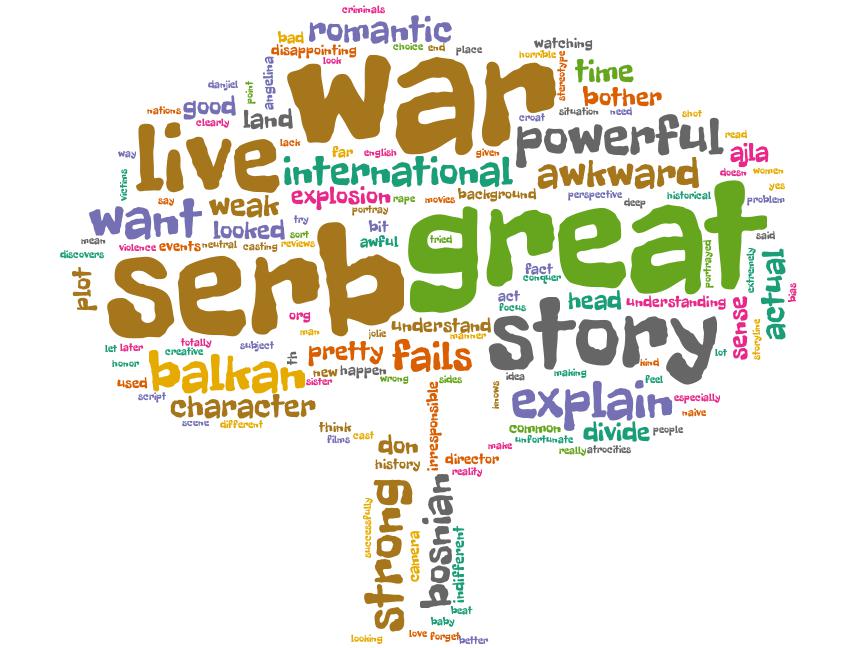 criminals
bad
romantic
disappointing
choice
end
place
look
angelina
war
watching
horrible
stereotype
time
bother
danjiel
point
nations
good
clearly
land
croat
situation
need
shot
way
live
lack
far
english
given
powerful
read
ajla
victims
international
awkward
doesn
women
yes
say
explosion
rape
movies
background
perspective
deep
historical
problem
want
weak
portray
great
mean
looked
try
bit
said
discovers
violence
events
neutral
casting
sort
reviews
awful
tried
portrayed
extremely
actual
bias
plot
serb
fact
conquer
act
focus
head
understanding
sense
storyline
org
man
jolie
understand
manner
story
lot
let
later
totally
creative
subject
th
pretty
fails
honor
balkan
new
happen
wrong
sides
idea
making
kind
feel
used
sister
script
character
knows
explain
especially
naive
scene
different
irresponsible
common
unfortunate
divide
people
think
films
cast
don
really
atrocities
make
history
director
reality
successfully
strong
camera
bosnian
indifferent
beat
baby
looking
love
forget
better